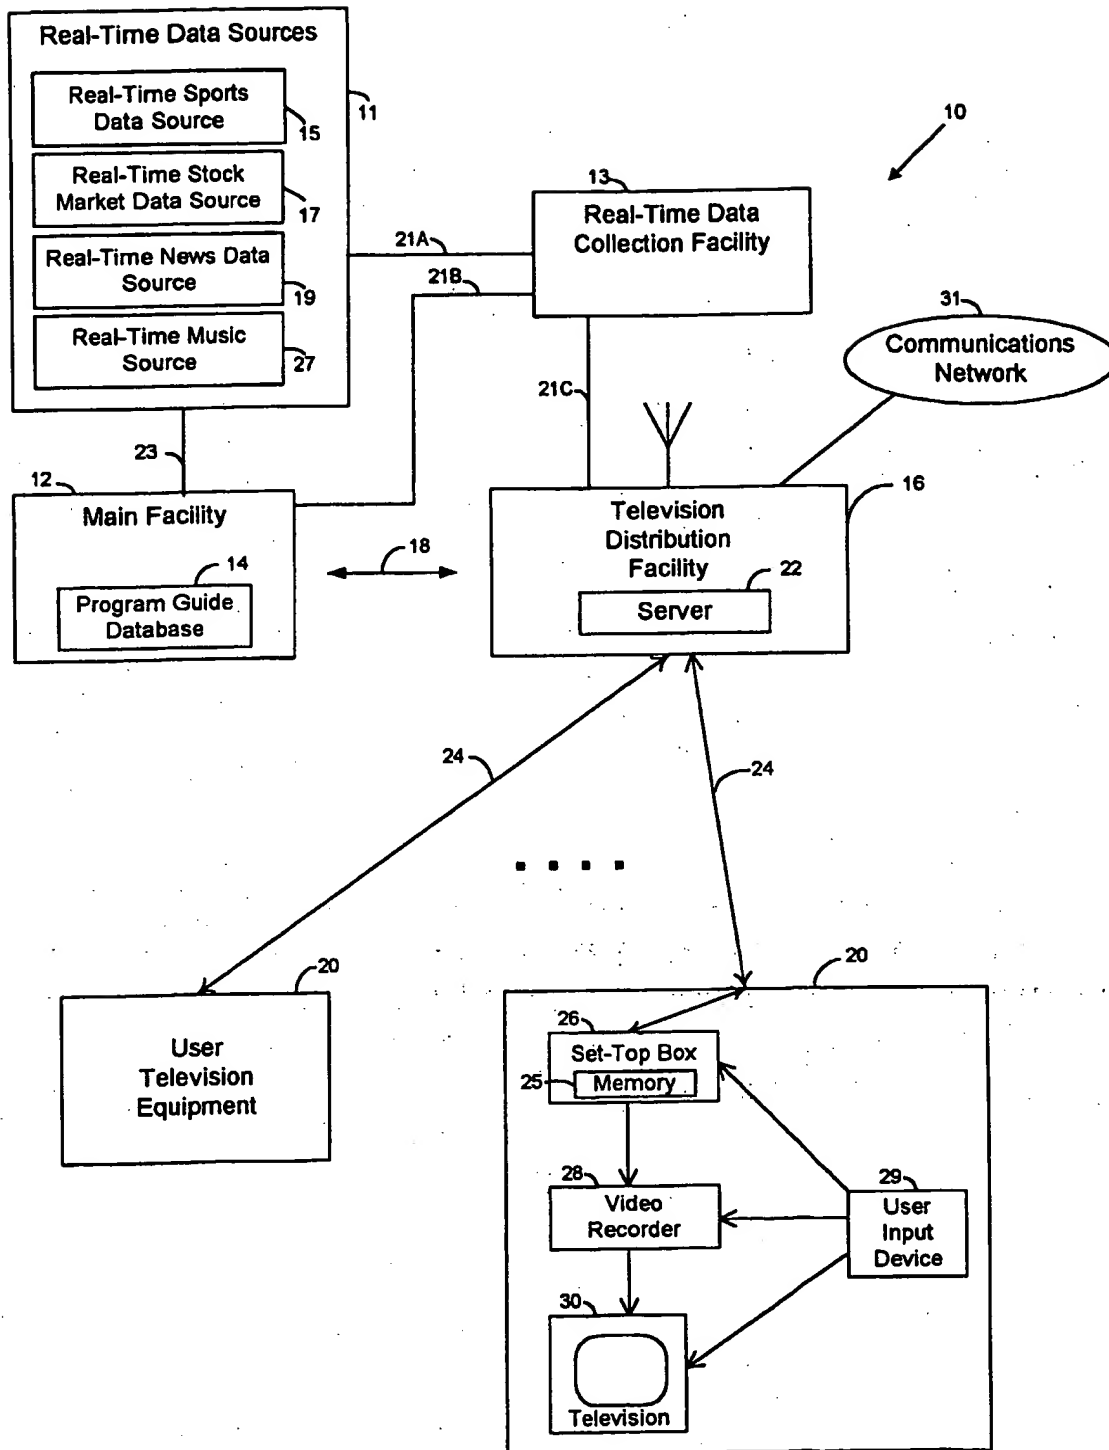 Real-Time Data Sources
Real-Time Sports
Data Source
15
11
Real-Time Stock
Market Data Source
17
Real-Time News Data
Source
19
Real-Time Music
Source
27
10
13
Real-Time Data
Collection Facility
21A
21B
31
Communications
Network
21C
23
12
Main Facility
14
Program Guide
Database
18
16
Television
Distribution
Facility
22
Server
24
24
20
User
Television
Equipment
20
26
Set-Top Box
25
Memory
28
Video
Recorder
29
User
Input
Device
30
Television